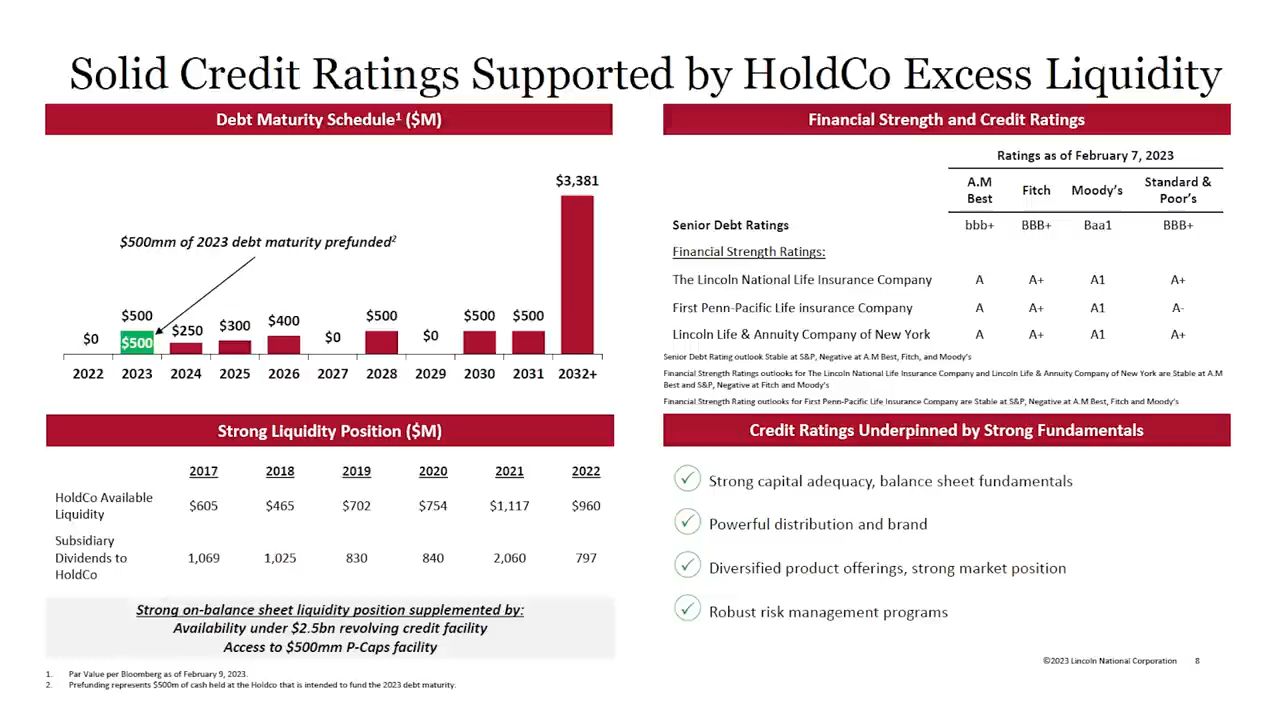 Solid Credit Ratings Supported by HoldCo Excess Liquidity
Debt Maturity Schedule¹ ($M)
$3,381
$500mm of 2023 debt maturity prefunded²
$0 $500 $250 $300 $400 $0 $500 $0 $500 $500
$500
2022 2023 2024 2025 2026 2027 2028 2029 2030 2031 2032+
Financial Strength and Credit Ratings
Ratings as of February 7, 2023
A.M Best Fitch Moody's Standard & Poor's
Senior Debt Ratings bbb+ BBB+ Baa1 BBB+
Financial Strength Ratings:
The Lincoln National Life Insurance Company A A+ A1 A+
First Penn-Pacific Life insurance Company A A+ A1 A-
Lincoln Life & Annuity Company of New York A A+ A1 A+
Senior Debt Rating outlook Stable at S&P, Negative at A.M Best, Fitch, and Moody's
Financial Strength Ratings outlooks for The Lincoln National Life Insurance Company and Lincoln Life & Annuity Company of New York are Stable at A.M
Best and S&P, Negative at Fitch and Moody's
Financial Strength Rating outlooks for First Penn-Pacific Life Insurance Company are Stable at S&P, Negative at A.M Best, Fitch and Moody's
Strong Liquidity Position ($M)
2017 2018 2019 2020 2021 2022
HoldCo Available
Liquidity $605 $465 $702 $754 $1,117 $960
Subsidiary
Dividends to 1,069 1,025 830 840 2,060 797
HoldCo
Strong on-balance sheet liquidity position supplemented by:
Availability under $2.5bn revolving credit facility
Access to $500mm P-Caps facility
Credit Ratings Underpinned by Strong Fundamentals
Strong capital adequacy, balance sheet fundamentals
Powerful distribution and brand
Diversified product offerings, strong market position
Robust risk management programs
©2023 Lincoln National Corporation 8
1. Par Value per Bloomberg as of February 9, 2023.
2. Prefunding represents $500m of cash held at the Holdco that is intended to fund the 2023 debt maturity.